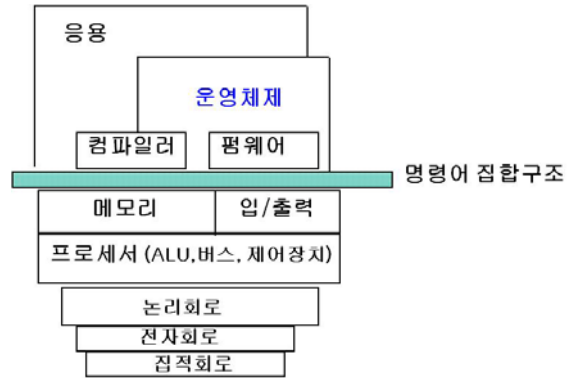 응용
운영체제
컴파일러 펌웨어
명령어 집합구조
메모리 입/출력
프로세서 (ALU,버스, 제어장치)
논리회로
전자회로
집적회로